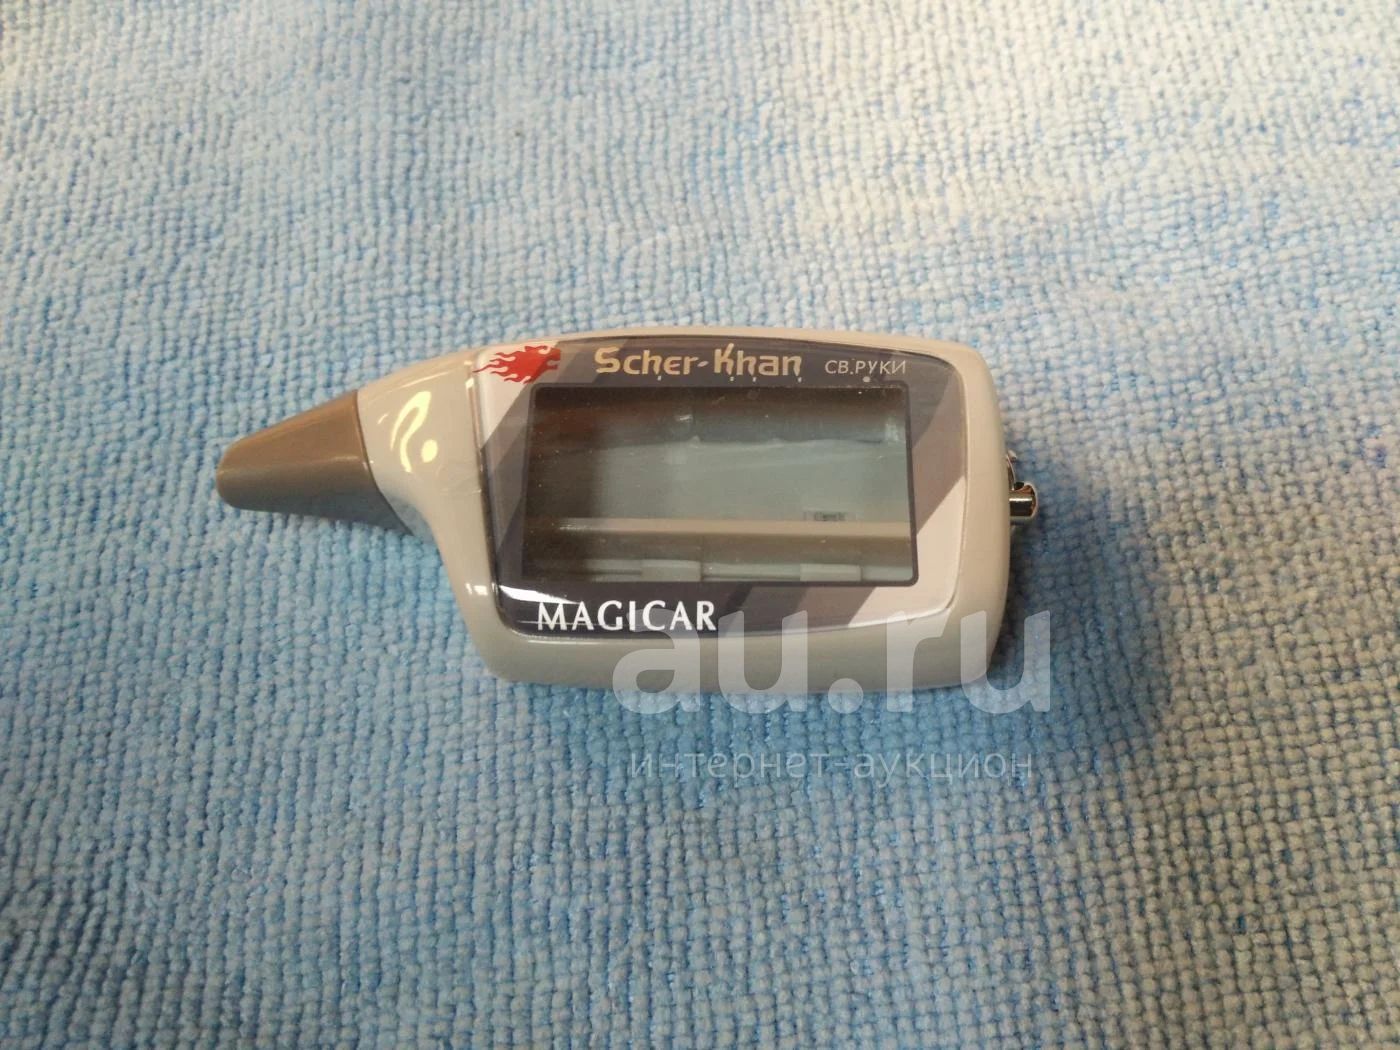 Scher-Khan СВ.РУКИ
MAGICAR
au.ru
интернет-аукцион